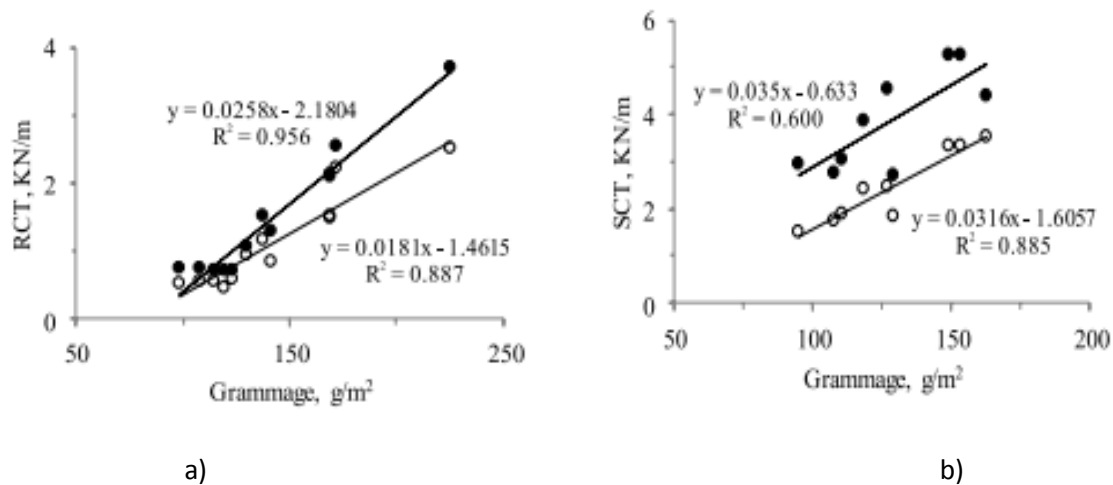 4
2
0
RCT, KN/m
y = 0.0258x - 2.1804
R² = 0.956
y = 0.0181x - 1.4615
R² = 0.887
50
150
250
Grammage, g/m²
a)
6
4
2
0
SCT, KN/m
y = 0.035x - 0.633
R² = 0.600
y = 0.0316x - 1.6057
R² = 0.885
50
100
150
200
Grammage, g/m²
b)